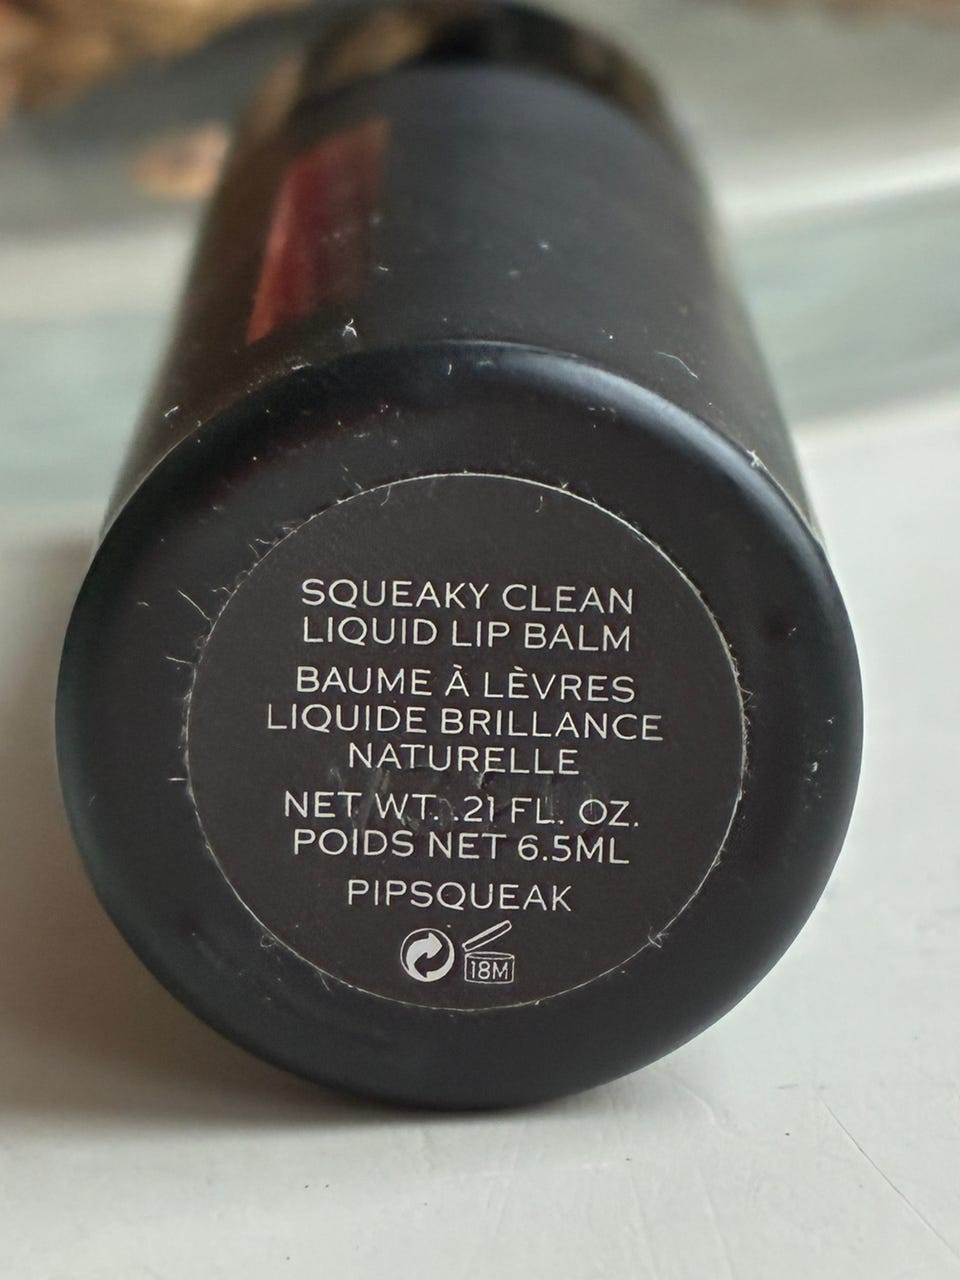 SQUEAKY CLEAN
LIQUID LIP BALM
BAUME À LÈVRES
LIQUIDE BRILLANCE
NATURELLE
NET WT. .21 FL. OZ.
POIDS NET 6.5ML
PIPSQUEAK
18M